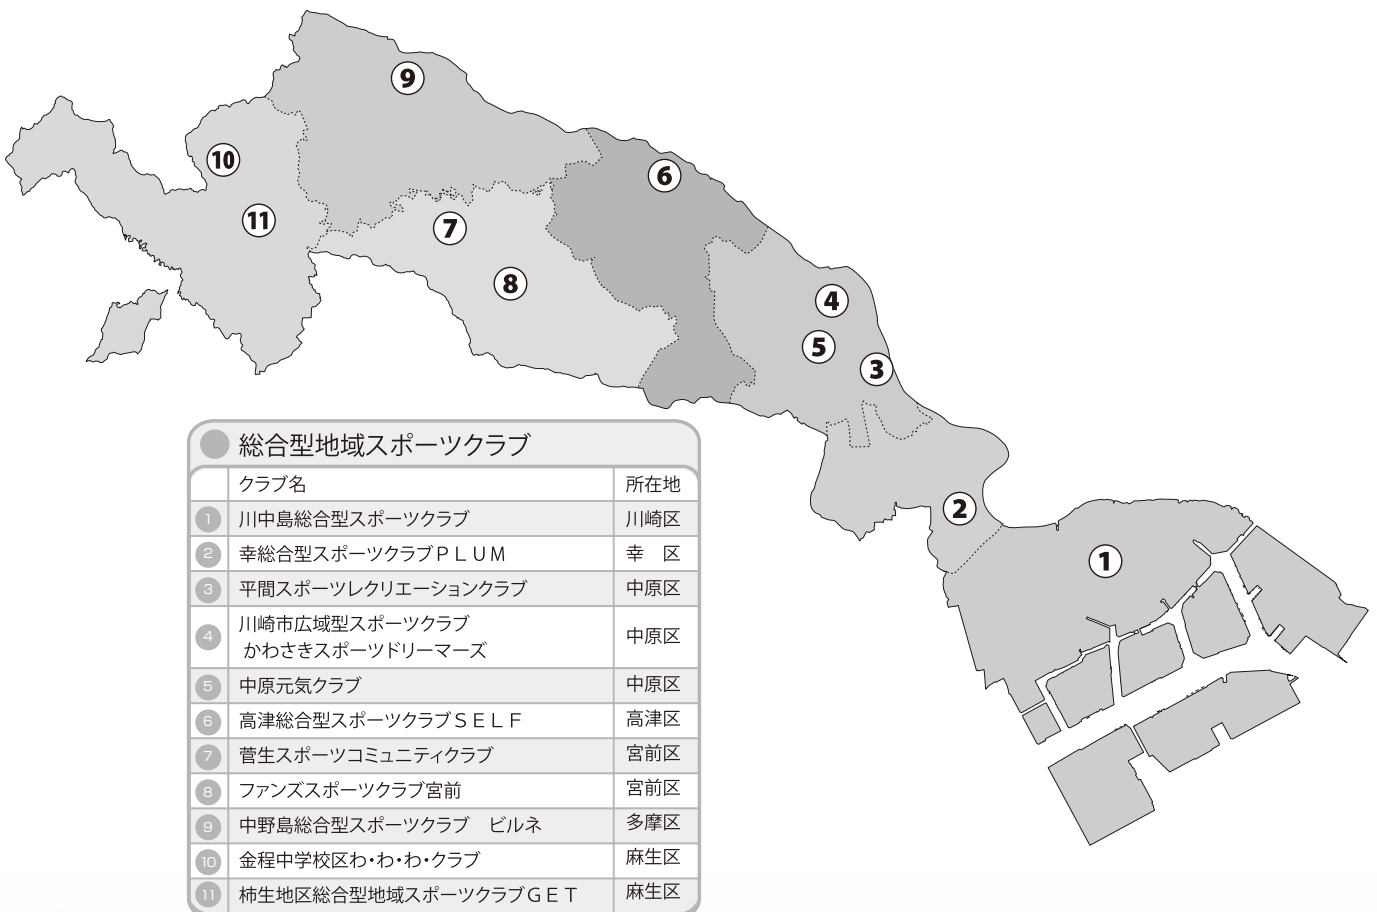 ⑨
⑩
⑥
⑪
⑦
⑧
④
⑤
③
②
①
総合型地域スポーツクラブ
クラブ名 所在地
1 川中島総合型スポーツクラブ 川崎区
2 幸総合型スポーツクラブＰＬＵＭ 幸　区
3 平間スポーツレクリエーションクラブ 中原区
4 川崎市広域型スポーツクラブ
かわさきスポーツドリーマーズ 中原区
5 中原元気クラブ 中原区
6 高津総合型スポーツクラブＳＥＬＦ 高津区
7 菅生スポーツコミュニティクラブ 宮前区
8 ファンズスポーツクラブ宮前 宮前区
9 中野島総合型スポーツクラブ　ビルネ 多摩区
10 金程中学校区わ・わ・わ・クラブ 麻生区
11 柿生地区総合型地域スポーツクラブＧＥＴ 麻生区